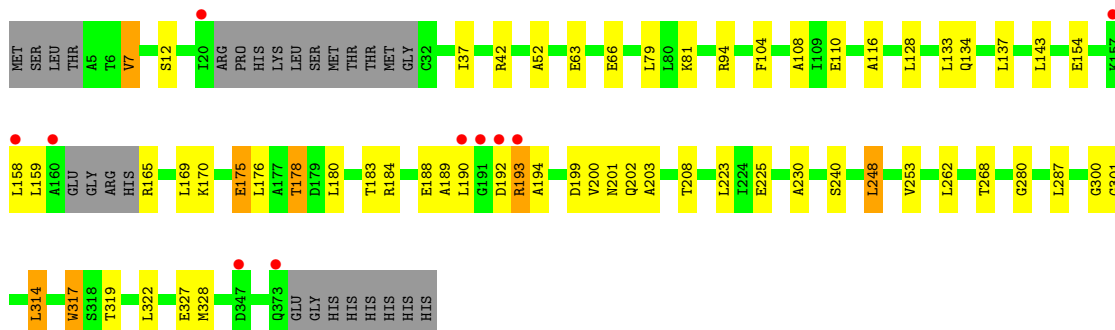 MET SER LEU THR A5 T6 V7 S12 I20 ARG PRO HIS LYS LEU SER MET THR THR MET GLY C32 I37 R42 A52 E63 E66 L79 L80 K81 R94 F104 A108 I109 E110 A116 L128 L133 Q134 L137 L143 E154 K157
L158 L159 A160 GLU GLY ARG HIS R165 L169 K170 E175 L176 A177 T178 D179 L180 T183 R184 E188 A189 L190 G191 D192 R193 A194 D199 V200 N201 Q202 A203 T208 L223 I224 E225 A230 S240 L248 V253 L262 T268 G280 L287 G300 G301
L314 W317 S318 T319 L322 E327 M328 D347 Q373 GLU GLY HIS HIS HIS HIS HIS HIS